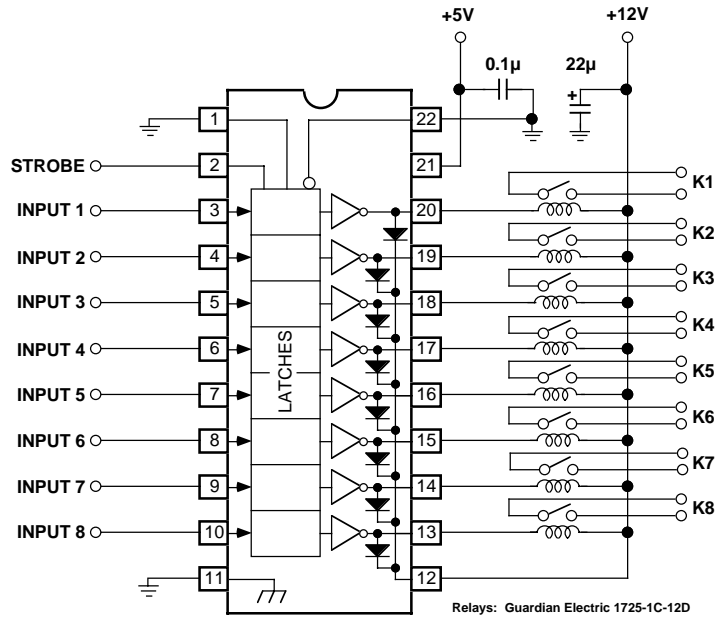 +5V
+12V
0.1µ
22µ
+
1
22
STROBE
2
21
K1
INPUT 1
3
20
K2
INPUT 2
4
19
K3
INPUT 3
5
18
K4
INPUT 4
6
17
LATCHES
K5
INPUT 5
7
16
K6
INPUT 6
8
15
K7
INPUT 7
9
14
K8
INPUT 8
10
13
11
12
Relays: Guardian Electric 1725-1C-12D